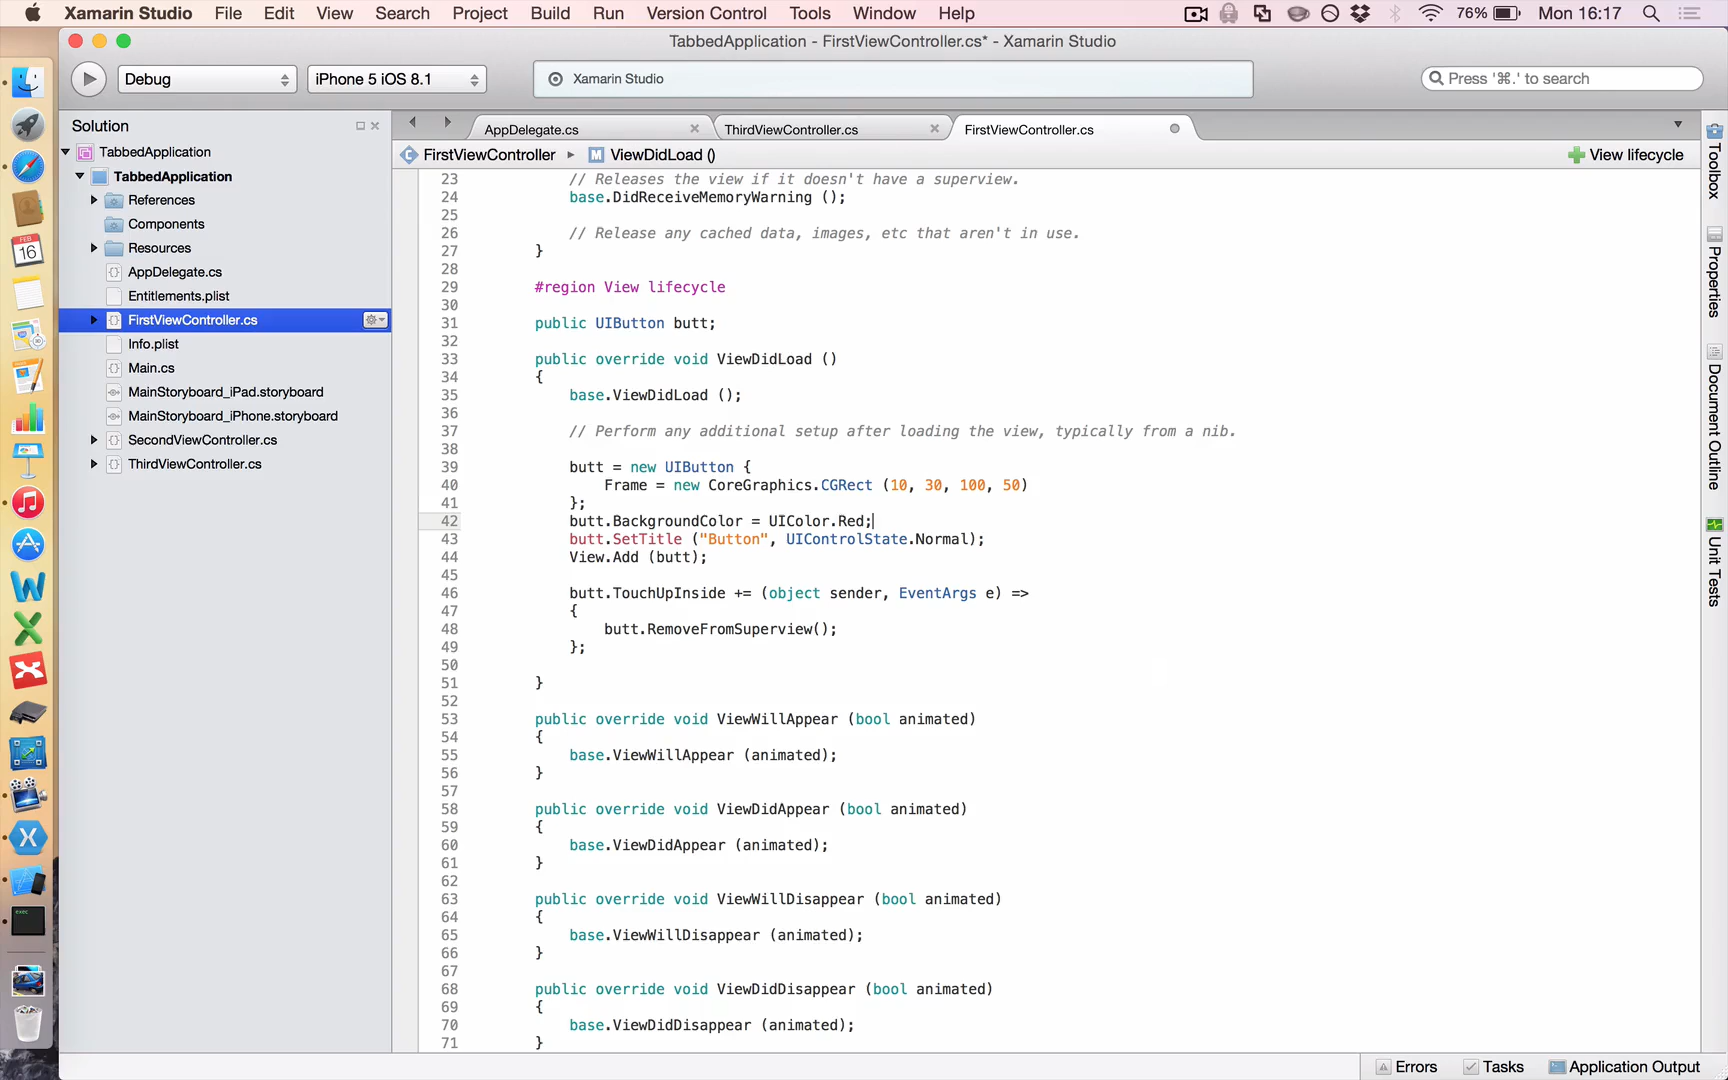 Xamarin Studio File Edit View Search Project Build Run Version Control Tools Window Help 76% Mon 16:17
TabbedApplication - FirstViewController.cs* - Xamarin Studio
Debug iPhone 5 iOS 8.1 Xamarin Studio Press '⌘.' to search
Solution
TabbedApplication
TabbedApplication
References
Components
Resources
AppDelegate.cs
Entitlements.plist
FirstViewController.cs
Info.plist
Main.cs
MainStoryboard_iPad.storyboard
MainStoryboard_iPhone.storyboard
SecondViewController.cs
ThirdViewController.cs
FEB
16
exec
AppDelegate.cs ThirdViewController.cs FirstViewController.cs
FirstViewController ViewDidLoad () View lifecycle
23 // Releases the view if it doesn't have a superview.
24 base.DidReceiveMemoryWarning ();
25
26 // Release any cached data, images, etc that aren't in use.
27 }
28
29 #region View lifecycle
30
31 public UIButton butt;
32
33 public override void ViewDidLoad ()
34 {
35 base.ViewDidLoad ();
36
37 // Perform any additional setup after loading the view, typically from a nib.
38
39 butt = new UIButton {
40 Frame = new CoreGraphics.CGRect (10, 30, 100, 50)
41 };
42 butt.BackgroundColor = UIColor.Red;
43 butt.SetTitle ("Button", UIControlState.Normal);
44 View.Add (butt);
45
46 butt.TouchUpInside += (object sender, EventArgs e) =>
47 {
48 butt.RemoveFromSuperview();
49 };
50
51 }
52
53 public override void ViewWillAppear (bool animated)
54 {
55 base.ViewWillAppear (animated);
56 }
57
58 public override void ViewDidAppear (bool animated)
59 {
60 base.ViewDidAppear (animated);
61 }
62
63 public override void ViewWillDisappear (bool animated)
64 {
65 base.ViewWillDisappear (animated);
66 }
67
68 public override void ViewDidDisappear (bool animated)
69 {
70 base.ViewDidDisappear (animated);
71 }
Toolbox
Properties
Document Outline
Unit Tests
Errors Tasks Application Output